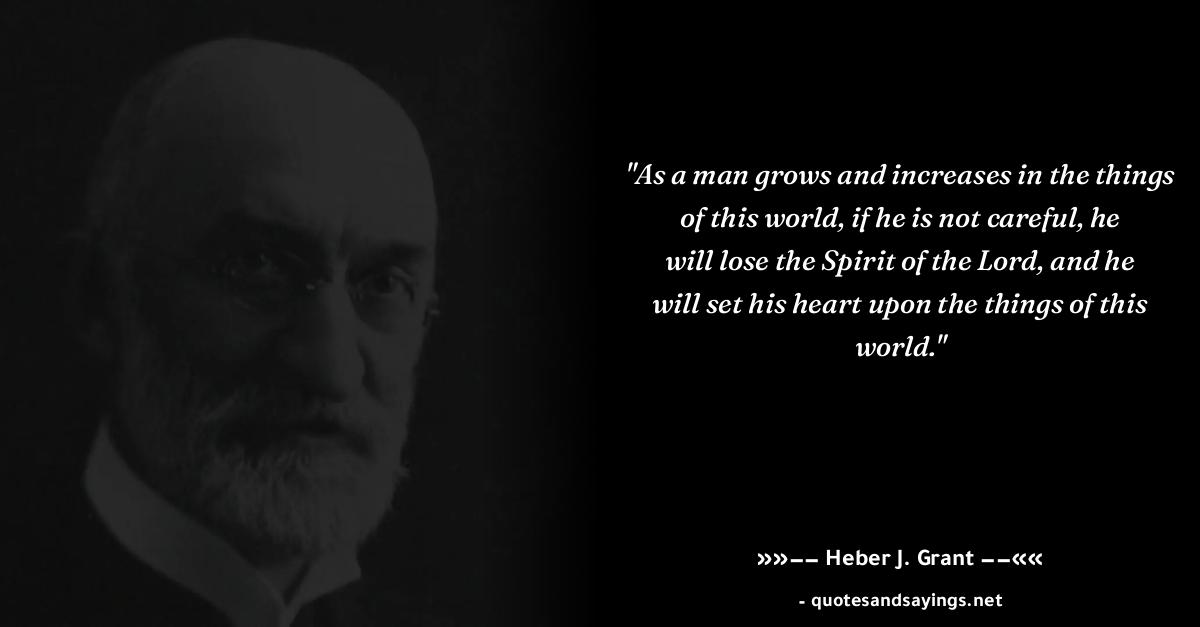 "As a man grows and increases in the things
of this world, if he is not careful, he
will lose the Spirit of the Lord, and he
will set his heart upon the things of this
world."
»»−− Heber J. Grant −−««
- quotesandsayings.net